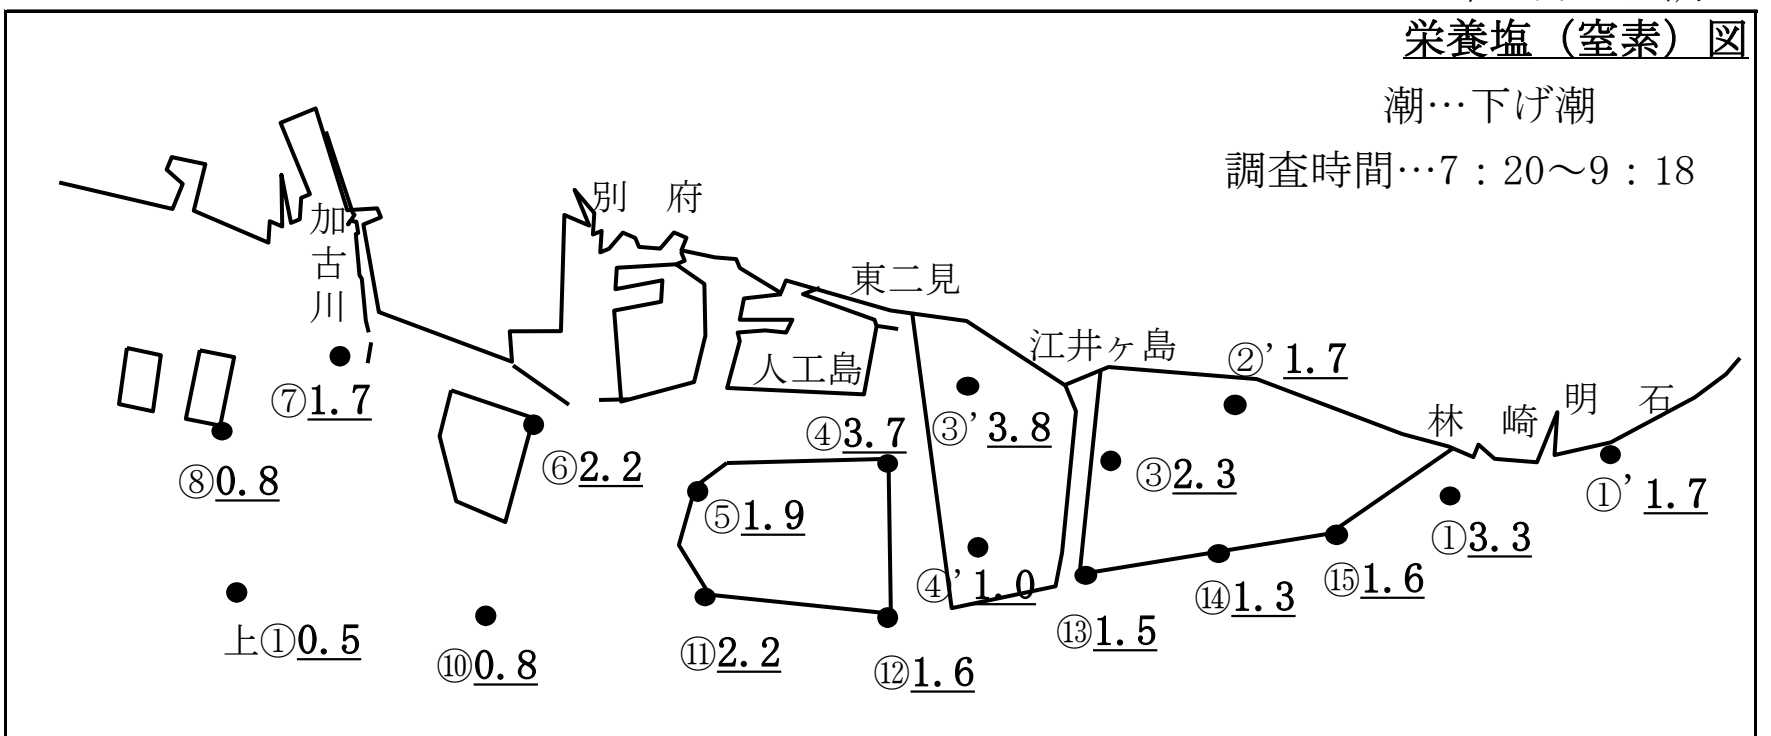 栄養塩（窒素）図
潮…下げ潮
調査時間…7：20～9：18
加古川
別府
東二見
人工島
江井ヶ島
林崎
明石
②’1.7
⑦1.7
④3.7
③’3.8
⑧0.8
⑥2.2
③2.3
①’1.7
⑤1.9
①3.3
④’1.0
⑮1.6
⑭1.3
上①0.5
⑩0.8
⑪2.2
⑫1.6
⑬1.5